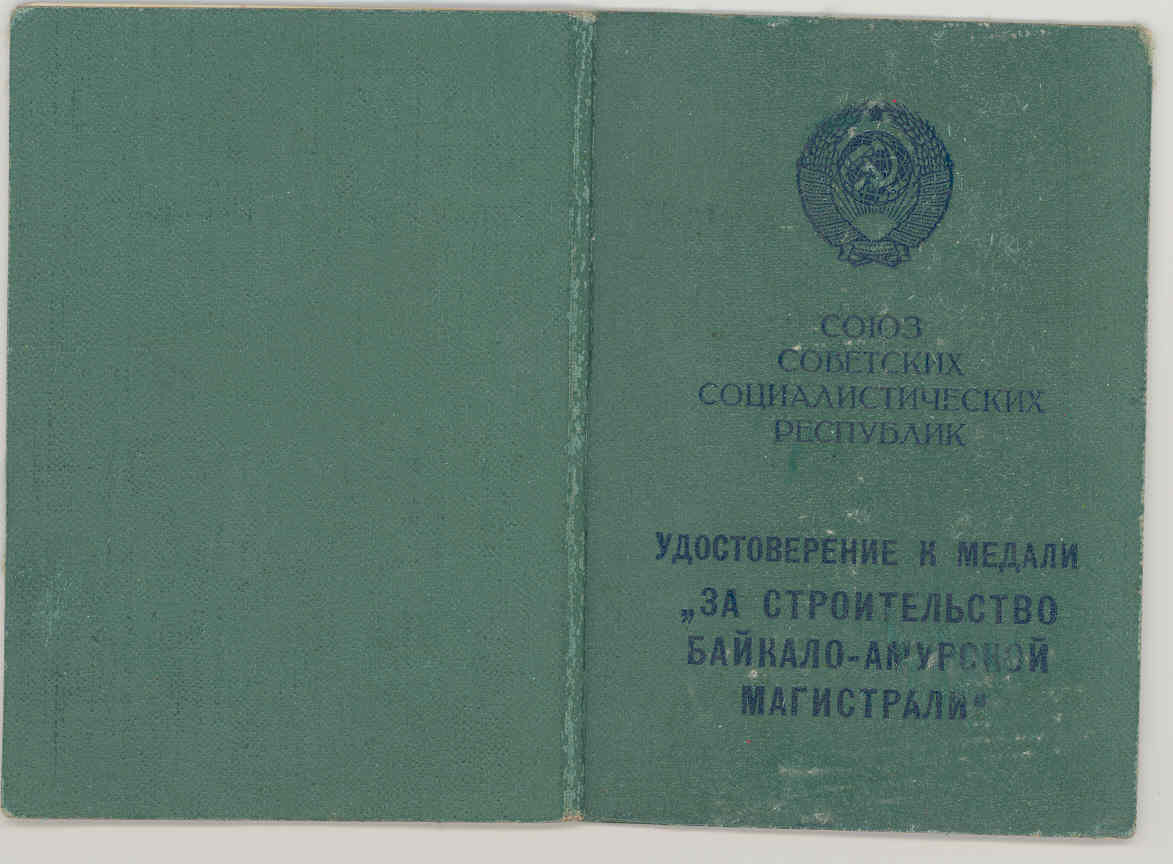 СОЮЗ
СОВЕТСКИХ
СОЦИАЛИСТИЧЕСКИХ
РЕСПУБЛИК
УДОСТОВЕРЕНИЕ К МЕДАЛИ
„ЗА СТРОИТЕЛЬСТВО
БАЙКАЛО-АМУРСКОЙ
МАГИСТРАЛИ“